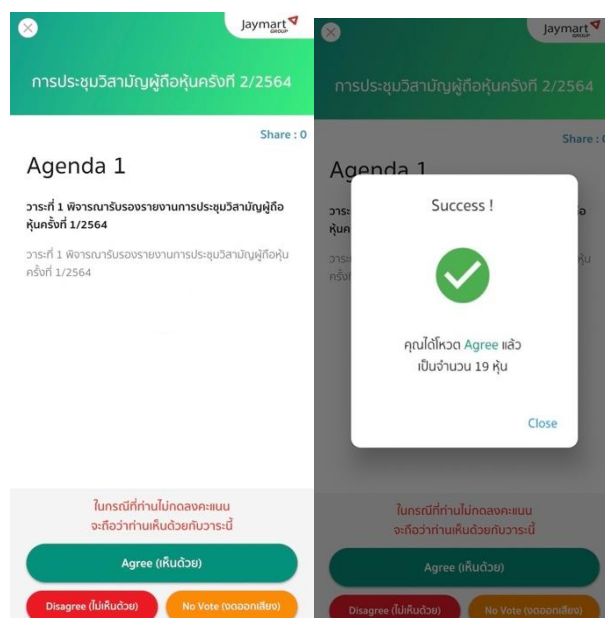 Jaymart
GROUP
การประชุมวิสามัญผู้ถือหุ้นครั้งที่ 2/2564
Share : 0
Agenda 1
วาระที่ 1 พิจารณารับรองรายงานการประชุมวิสามัญผู้ถือ
หุ้นครั้งที่ 1/2564
วาระที่ 1 พิจารณารับรองรายงานการประชุมวิสามัญผู้ถือหุ้น
ครั้งที่ 1/2564
ในกรณีที่ท่านไม่กดลงคะแนน
จะถือว่าท่านเห็นด้วยกับวาระนี้
Agree (เห็นด้วย)
Disagree (ไม่เห็นด้วย)
No Vote (งดออกเสียง)
Jaymart
GROUP
การประชุมวิสามัญผู้ถือหุ้นครั้งที่ 2/2564
Share : 0
Agenda 1
Success !
คุณได้โหวต Agree แล้ว
เป็นจำนวน 19 หุ้น
Close
ในกรณีที่ท่านไม่กดลงคะแนน
จะถือว่าท่านเห็นด้วยกับวาระนี้
Agree (เห็นด้วย)
Disagree (ไม่เห็นด้วย)
No Vote (งดออกเสียง)